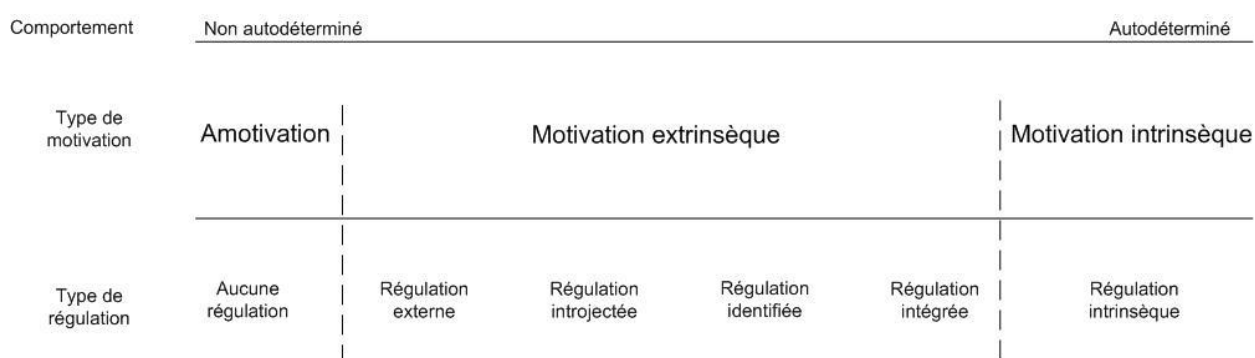 Comportement Non autodéterminé Autodéterminé
Type de
motivation
Amotivation Motivation extrinsèque Motivation intrinsèque
Type de
régulation
Aucune
régulation
Régulation
externe
Régulation
introjectée
Régulation
identifiée
Régulation
intégrée
Régulation
intrinsèque